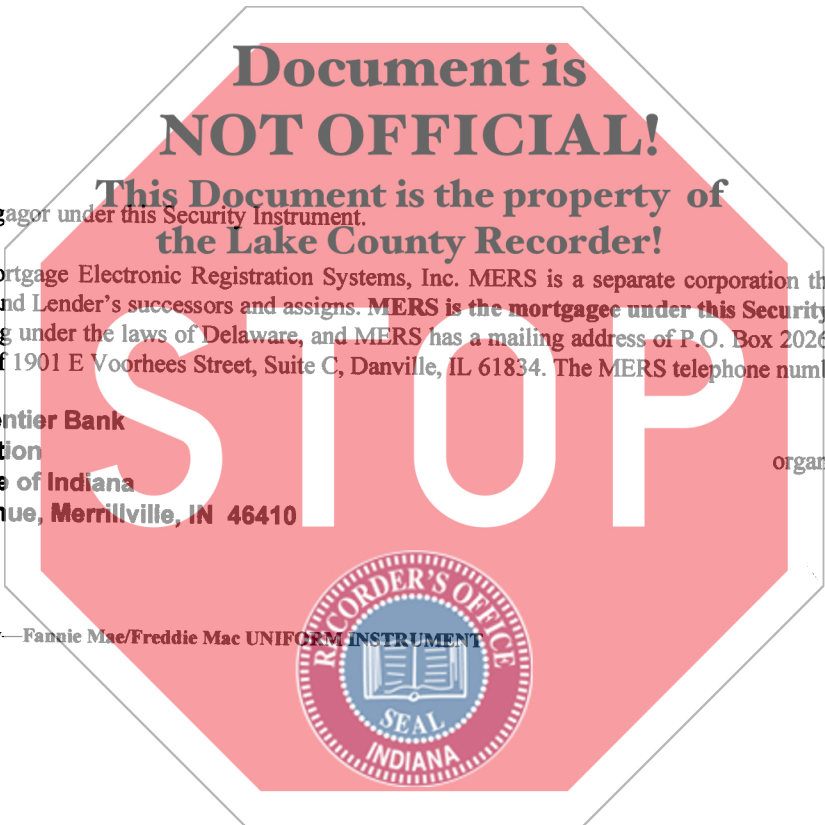 Document is
NOT OFFICIAL!
This Document is the property of
gagor under this Security Instrument.
the Lake County Recorder!
ortgage Electronic Registration Systems, Inc. MERS is a separate corporation th
nd Lender's successors and assigns. MERS is the mortgagee under this Security
g under the laws of Delaware, and MERS has a mailing address of P.O. Box 2026
f 1901 E Voorhees Street, Suite C, Danville, IL 61834. The MERS telephone numb
STOP
ntier Bank
tion
organ
e of Indiana
nue, Merrillville, IN 46410
RECORDER'S OFFICE
—Fannie Mae/Freddie Mac UNIFORM INSTRUMENT
SEAL
INDIANA